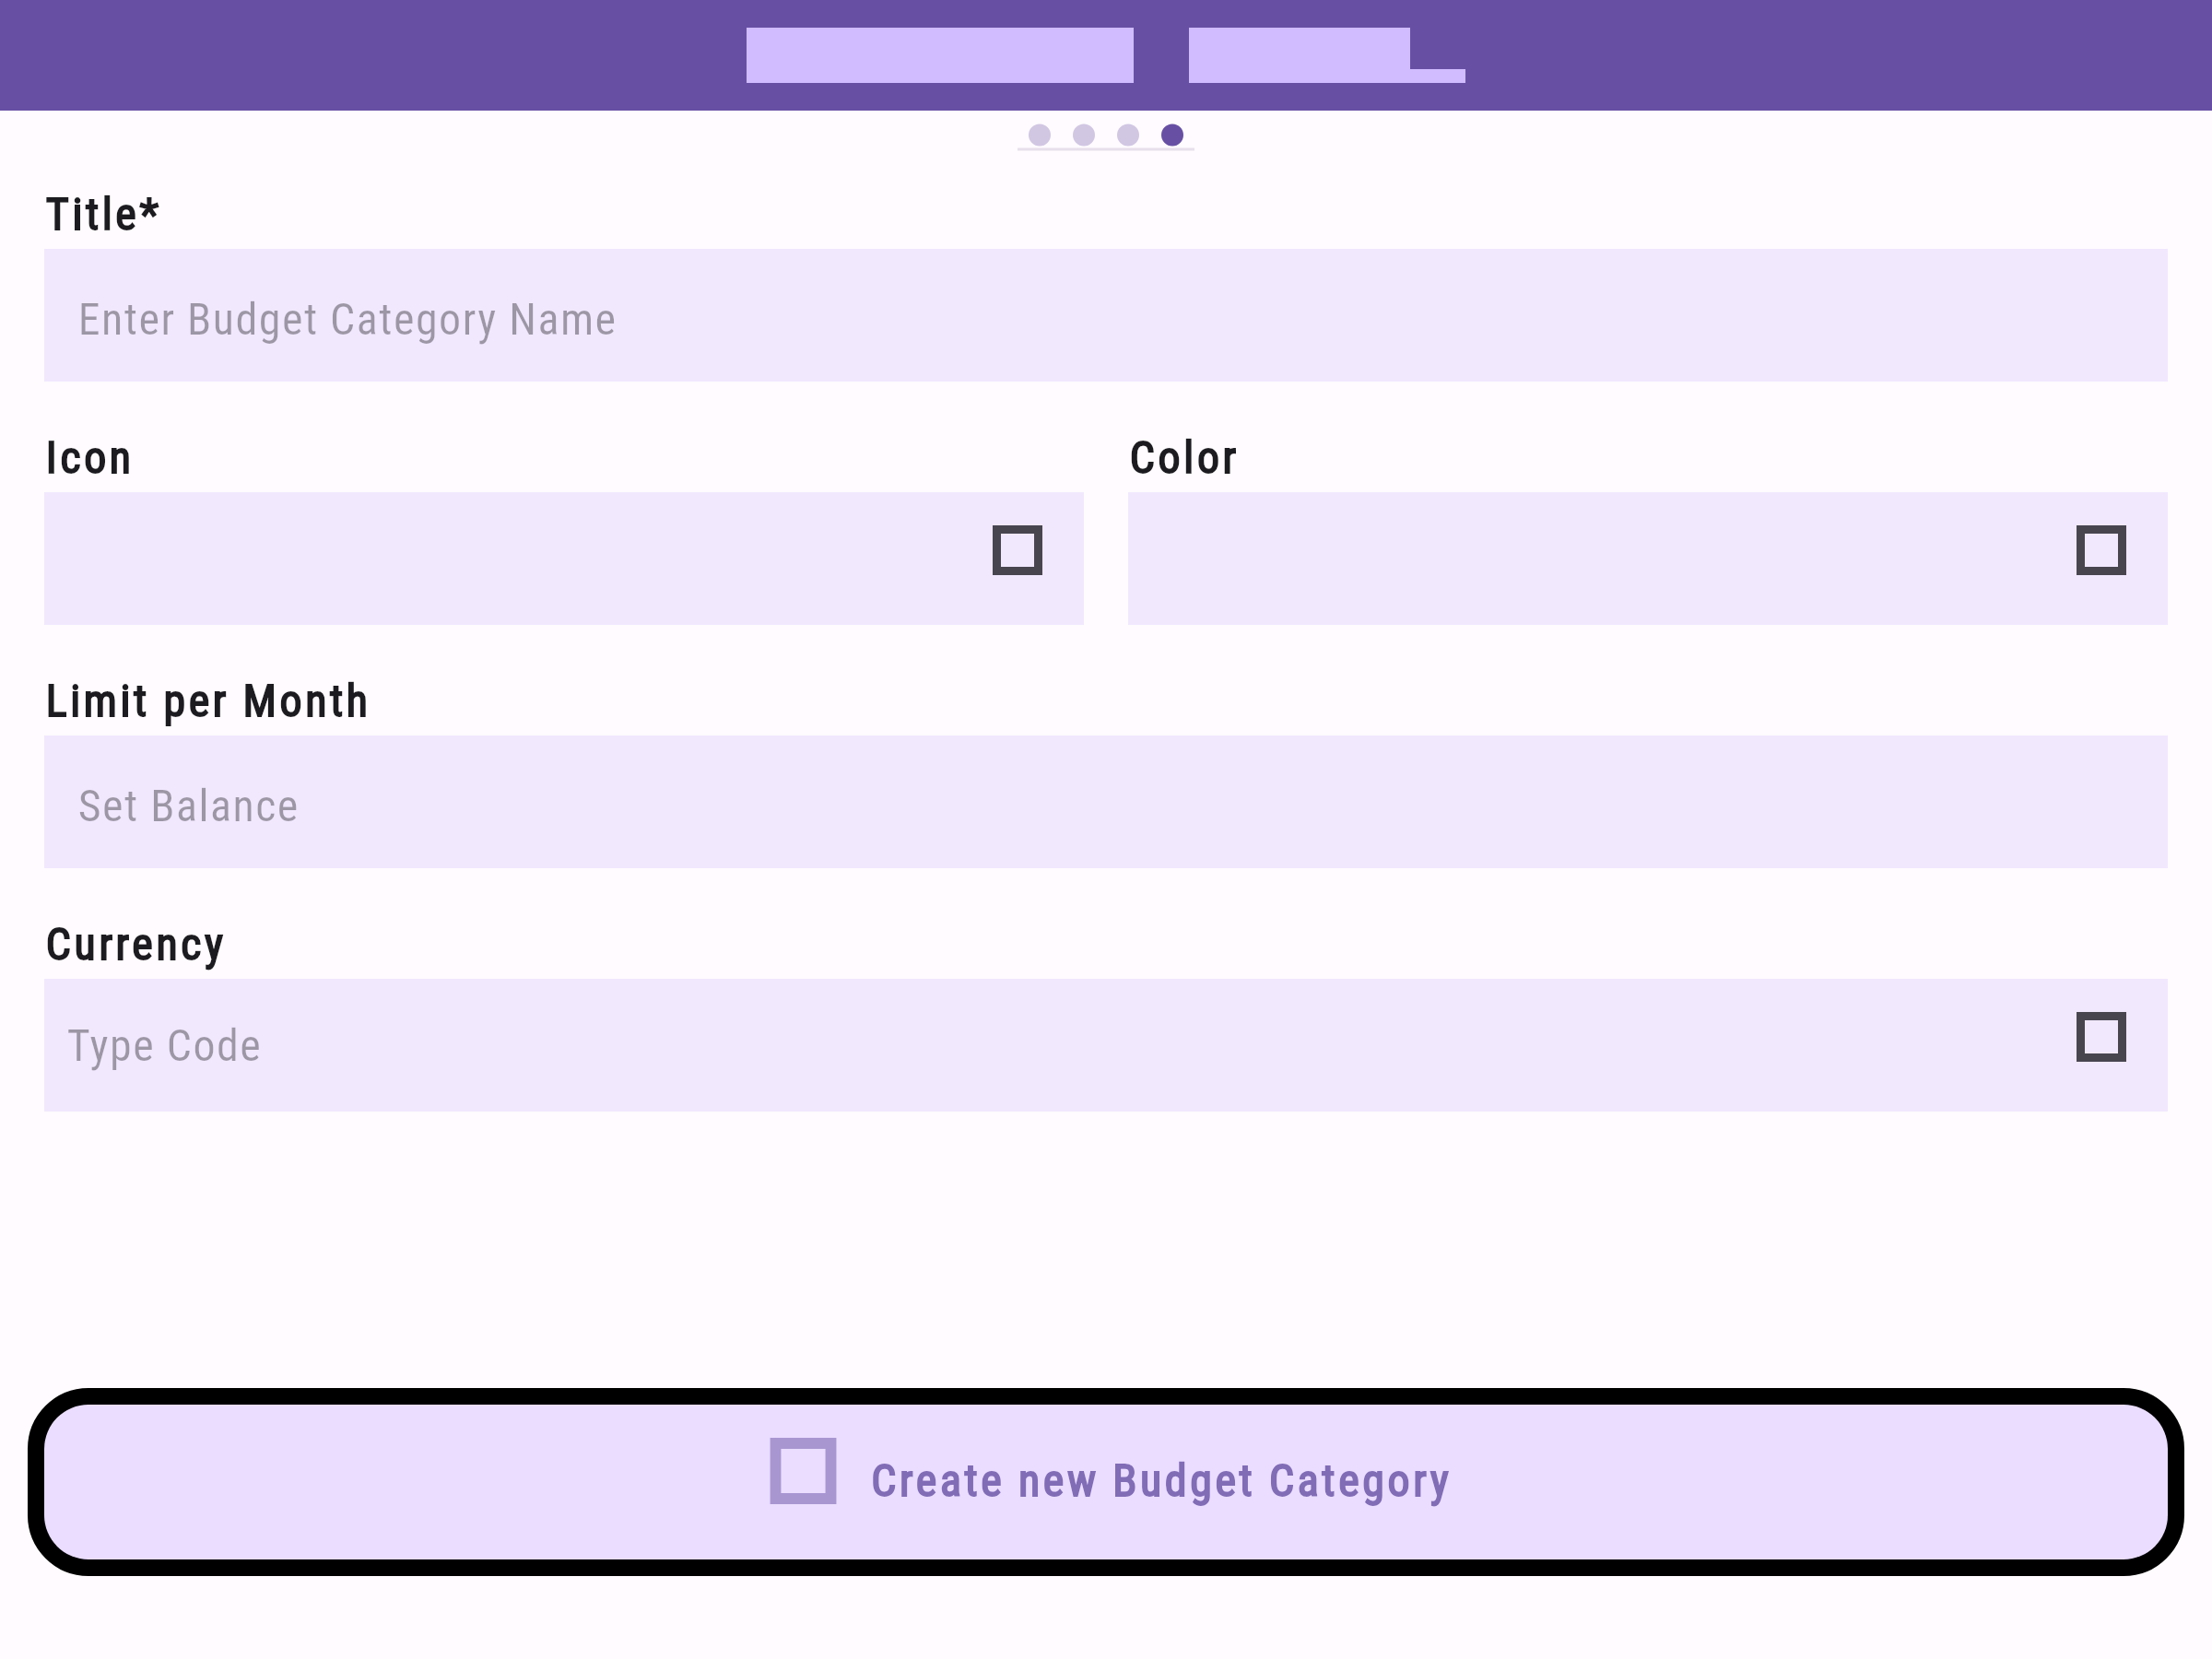 Title*
Enter Budget Category Name
Icon
Color
Limit per Month
Set Balance
Currency
Type Code
Create new Budget Category